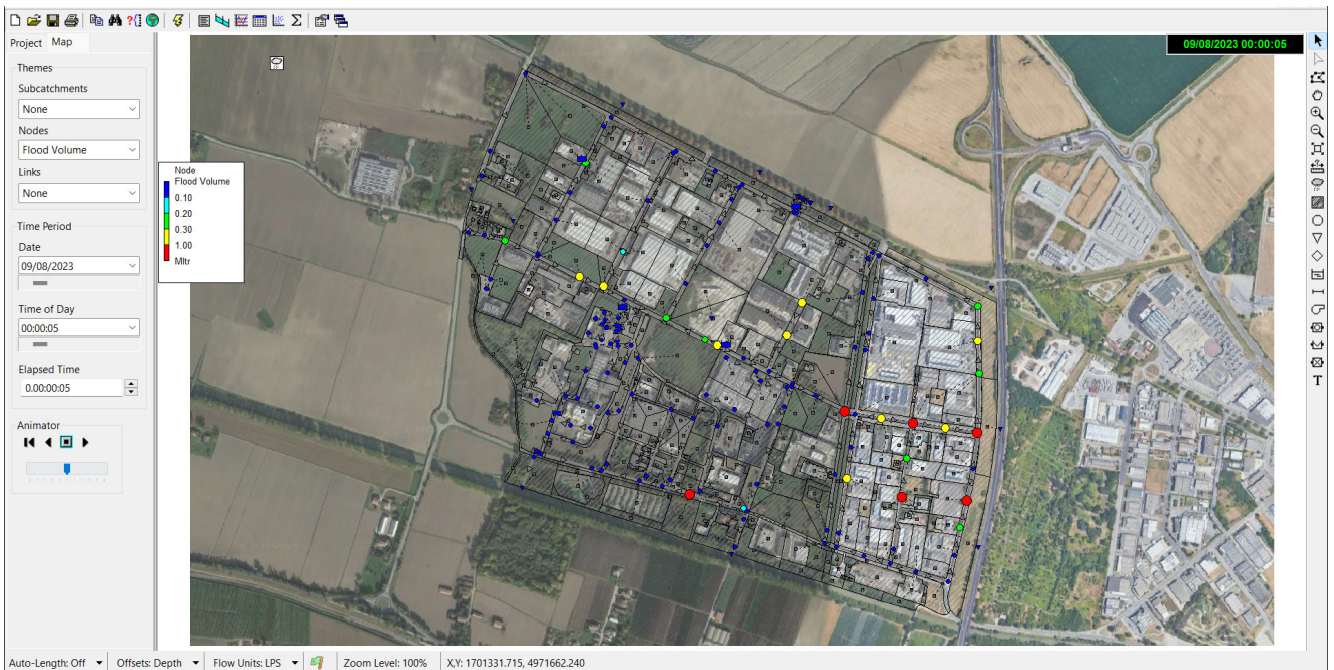 Project Map
09/08/2023 00:00:05
Themes
Subcatchments
None
Nodes
Flood Volume
Links
None
Time Period
Date
09/08/2023
Time of Day
00:00:05
Elapsed Time
0.00:00:05
Animator
Node
Flood Volume
0.10
0.20
0.30
1.00
Mltr
T
Auto-Length: Off Offsets: Depth Flow Units: LPS Zoom Level: 100% X,Y: 1701331.715, 4971662.240